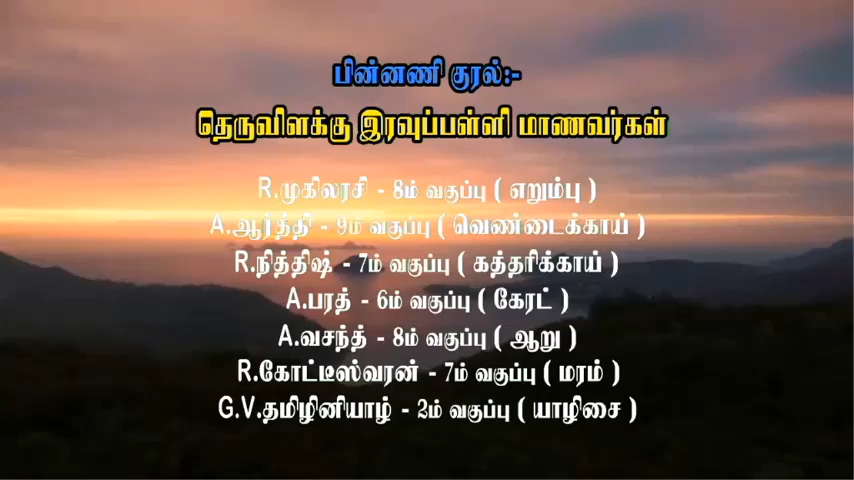 பின்னணி குரல்:-
தெருவிளக்கு இரவுப்பள்ளி மாணவர்கள்
R.முகிலரசி - 8ம் வகுப்பு ( எறும்பு )
A.ஆர்த்தி - 9ம் வகுப்பு ( வெண்டைக்காய் )
R.நித்திஷ் - 7ம் வகுப்பு ( கத்தரிக்காய் )
A.பரத் - 6ம் வகுப்பு ( கேரட் )
A.வசந்த் - 8ம் வகுப்பு ( ஆறு )
R.கோட்டீஸ்வரன் - 7ம் வகுப்பு ( மரம் )
G.V.தமிழினியாழ் - 2ம் வகுப்பு ( யாழிசை )